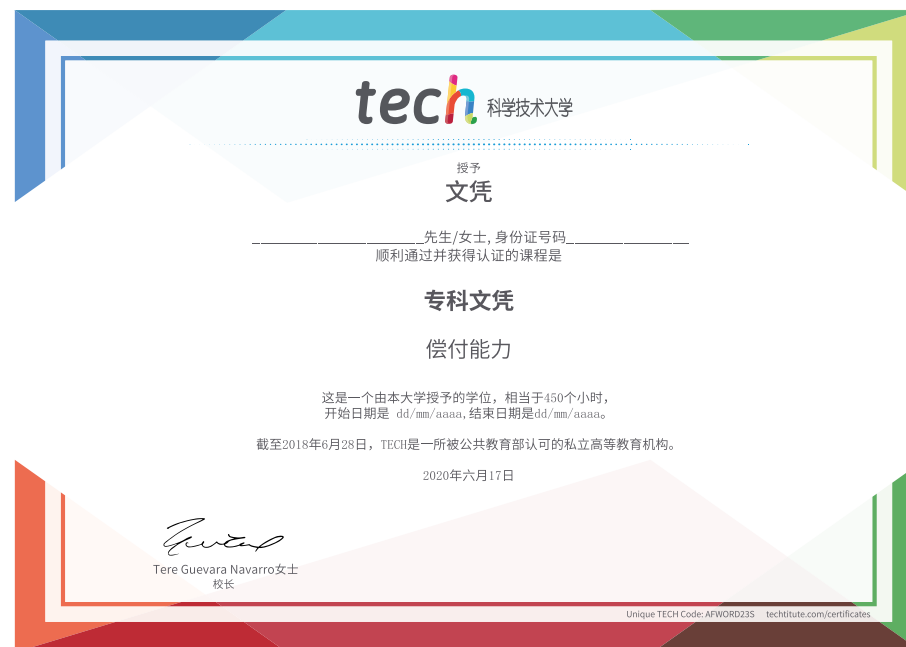 tech 科学技术大学
授予
文凭
________________________先生/女士, 身份证号码_________________
顺利通过并获得认证的课程是
专科文凭
偿付能力
这是一个由本大学授予的学位，相当于450个小时，
开始日期是 dd/mm/aaaa,结束日期是dd/mm/aaaa。
截至2018年6月28日，TECH是一所被公共教育部认可的私立高等教育机构。
2020年六月17日
Tere Guevara Navarro女士
校长
Unique TECH Code: AFWORD23S techtitute.com/certificates